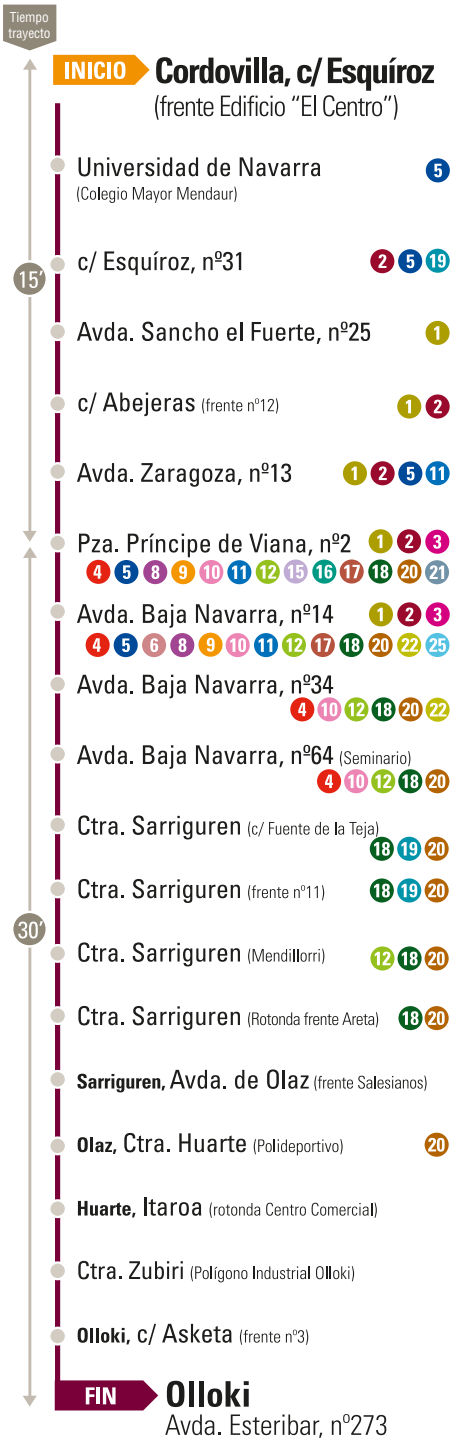 Tiempo
trayecto
INICIO Cordovilla, c/ Esquíroz
(frente Edificio "El Centro")
Universidad de Navarra 5
(Colegio Mayor Mendaur)
c/ Esquíroz, nº31 2 5 19
15'
Avda. Sancho el Fuerte, nº25 1
c/ Abejeras (frente nº12) 1 2
Avda. Zaragoza, nº13 1 2 5 11
Pza. Príncipe de Viana, nº2 1 2 3
4 5 8 9 10 11 12 15 16 17 18 20 21
Avda. Baja Navarra, nº14 1 2 3
4 5 6 8 9 10 11 12 17 18 20 22 25
Avda. Baja Navarra, nº34
4 10 12 18 20 22
Avda. Baja Navarra, nº64 (Seminario)
4 10 12 18 20
Ctra. Sarriguren (c/ Fuente de la Teja)
18 19 20
Ctra. Sarriguren (frente nº11) 18 19 20
30'
Ctra. Sarriguren (Mendillorri) 12 18 20
Ctra. Sarriguren (Rotonda frente Areta) 18 20
Sarriguren, Avda. de Olaz (frente Salesianos)
Olaz, Ctra. Huarte (Polideportivo) 20
Huarte, Itaroa (rotonda Centro Comercial)
Ctra. Zubiri (Polígono Industrial Olloki)
Olloki, c/ Asketa (frente nº3)
FIN Olloki
Avda. Esteribar, nº273